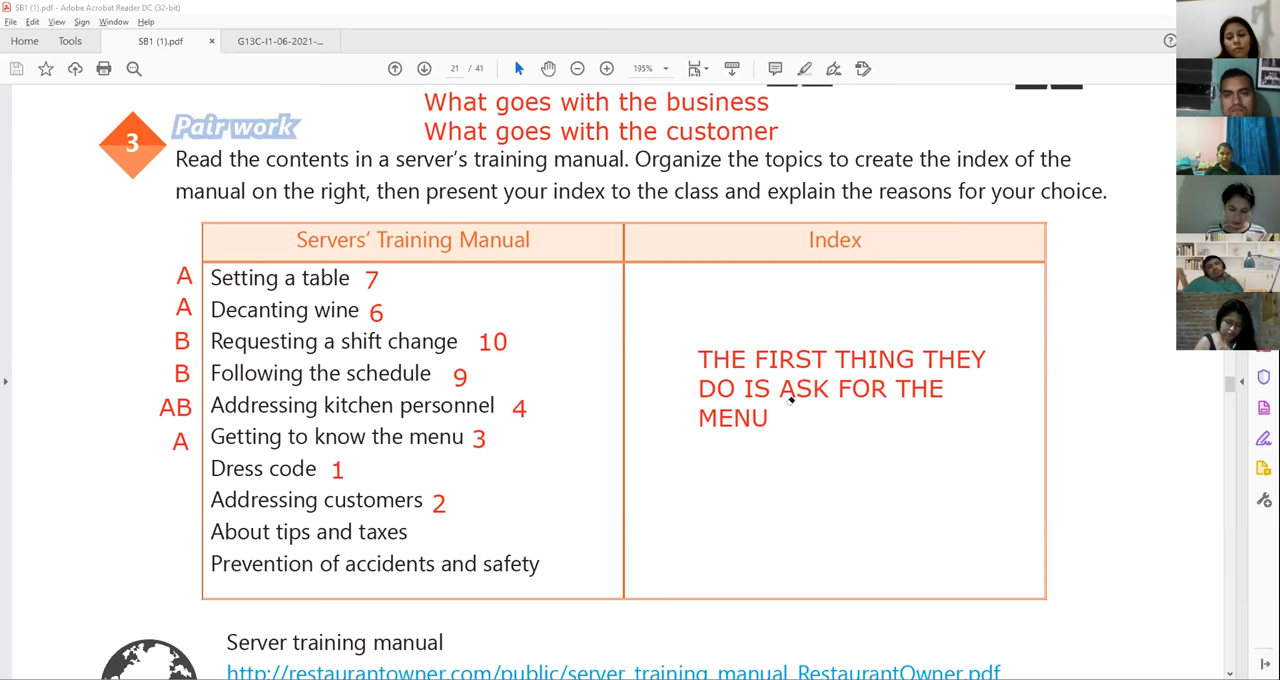 SB1 (1).pdf - Adobe Acrobat Reader DC (32-bit)
File Edit View Sign Window Help
Home Tools SB1 (1).pdf × G13C-I1-06-2021-...
21 / 41 195%
What goes with the business
What goes with the customer
3 Pair work
Read the contents in a server's training manual. Organize the topics to create the index of the
manual on the right, then present your index to the class and explain the reasons for your choice.
Servers' Training Manual Index
A Setting a table 7
A Decanting wine 6
B Requesting a shift change 10
B Following the schedule 9
AB Addressing kitchen personnel 4
A Getting to know the menu 3
Dress code 1
Addressing customers 2
About tips and taxes
Prevention of accidents and safety
THE FIRST THING THEY
DO IS ASK FOR THE
MENU
Server training manual
http://restaurantowner.com/public/server_training_manual_RestaurantOwner.pdf